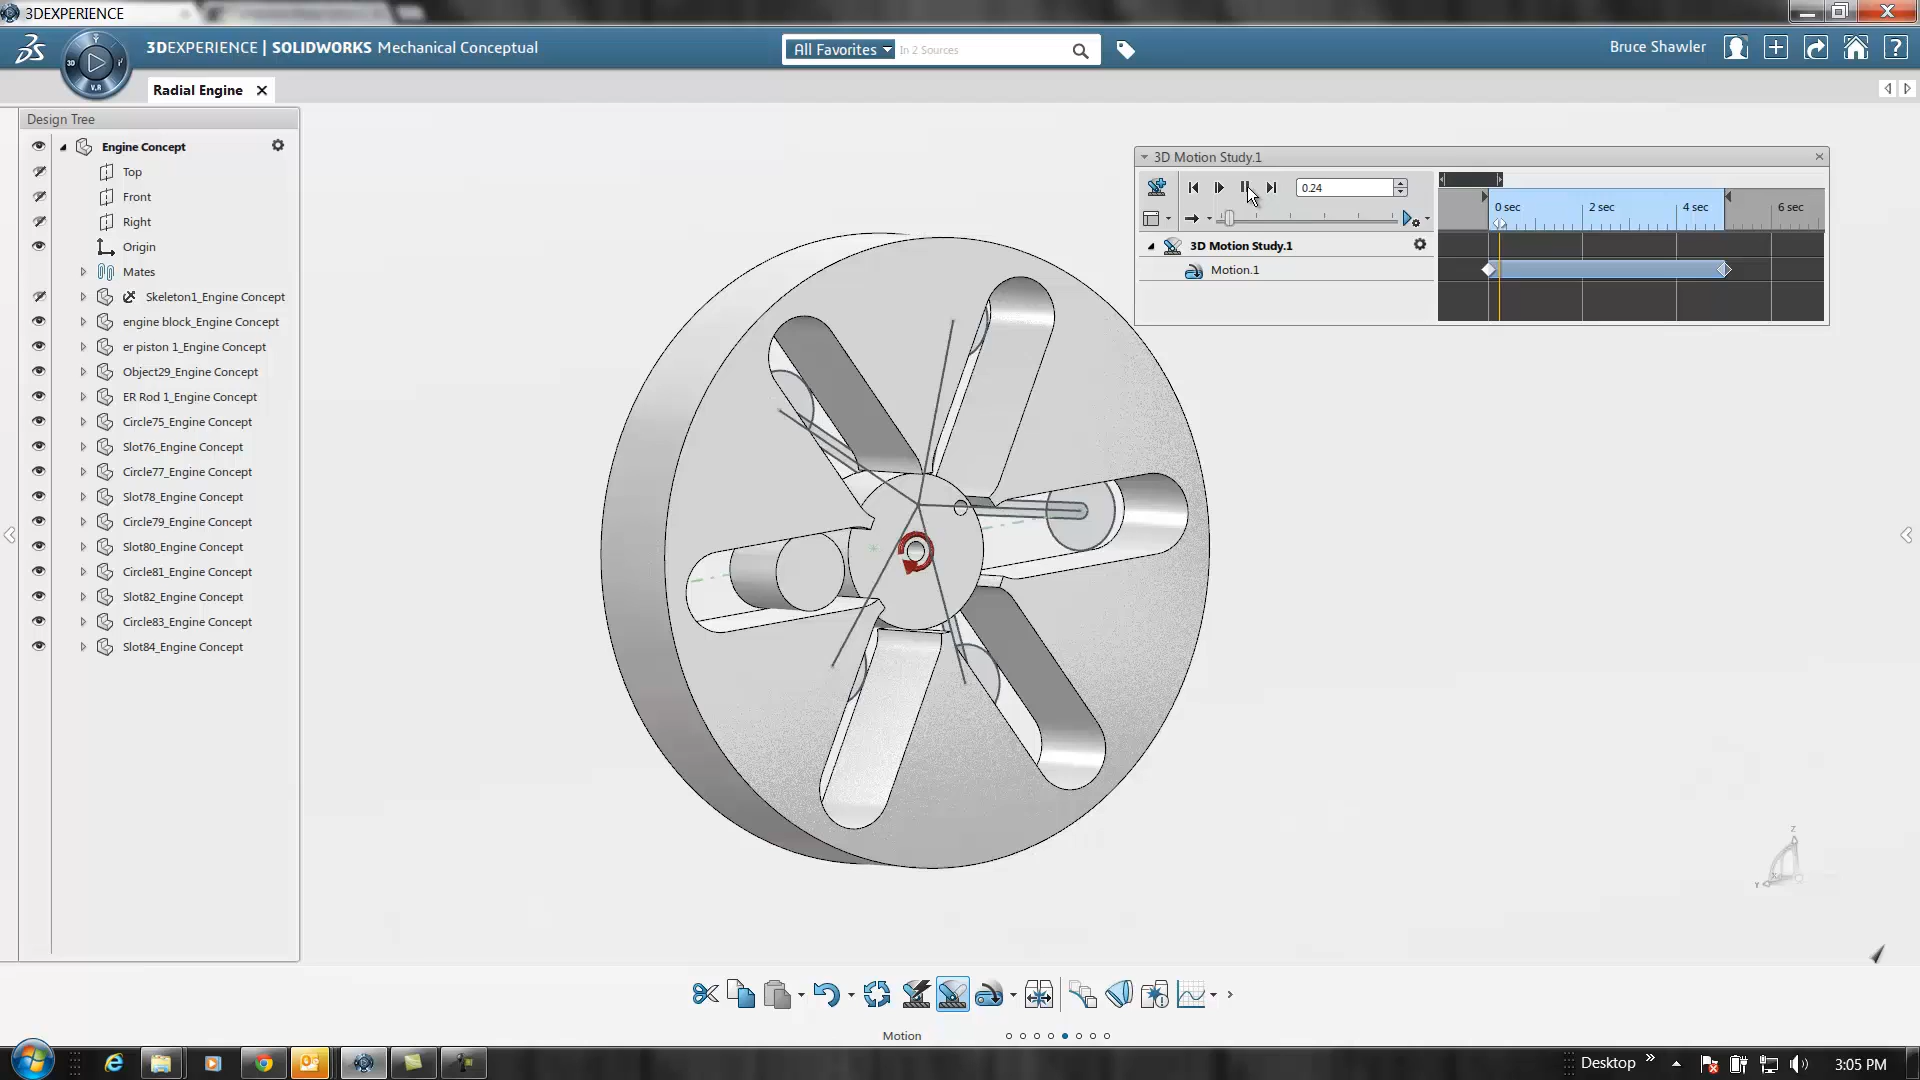 3DEXPERIENCE
3DEXPERIENCE | SOLIDWORKS Mechanical Conceptual
All Favorites
In 2 Sources
Bruce Shawler
3D
V.R
Radial Engine
Design Tree
Engine Concept
Top
Front
Right
Origin
Mates
Skeleton1_Engine Concept
engine block_Engine Concept
er piston 1_Engine Concept
Object29_Engine Concept
ER Rod 1_Engine Concept
Circle75_Engine Concept
Slot76_Engine Concept
Circle77_Engine Concept
Slot78_Engine Concept
Circle79_Engine Concept
Slot80_Engine Concept
Circle81_Engine Concept
Slot82_Engine Concept
Circle83_Engine Concept
Slot84_Engine Concept
3D Motion Study.1
0.24
0 sec
2 sec
4 sec
6 sec
3D Motion Study.1
Motion.1
Z
Y
X
Motion
Desktop
3:05 PM